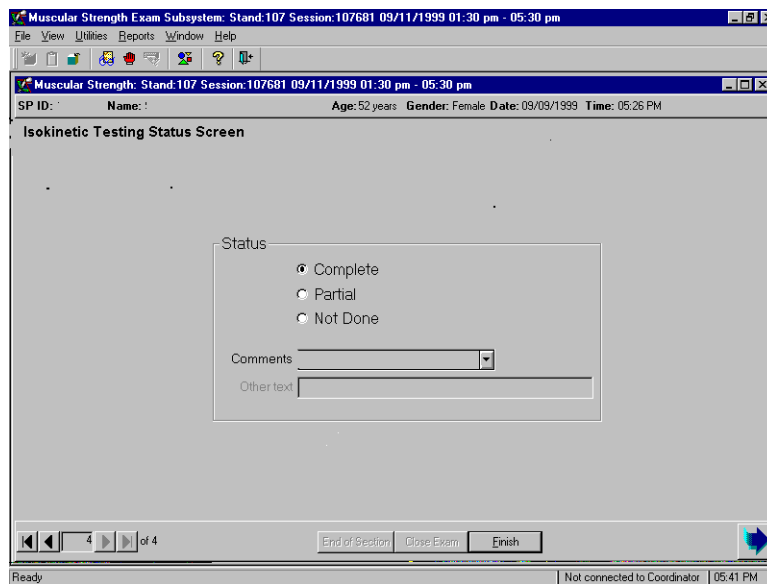 Muscular Strength Exam Subsystem: Stand:107 Session:107681 09/11/1999 01:30 pm - 05:30 pm
File View Utilities Reports Window Help
Muscular Strength: Stand:107 Session:107681 09/11/1999 01:30 pm - 05:30 pm
SP ID: Name: Age: 52 years Gender: Female Date: 09/09/1999 Time: 05:26 PM
Isokinetic Testing Status Screen
Status
Complete
Partial
Not Done
Comments
Other text
4 of 4 End of Section Close Exam Finish
Ready Not connected to Coordinator 05:41 PM